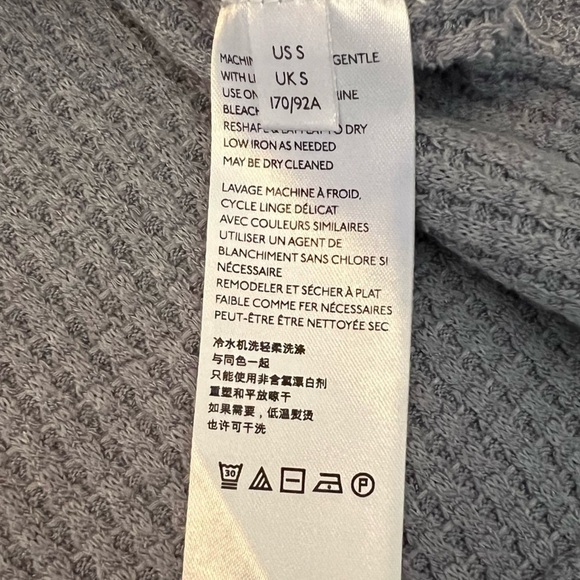 US S
UK S
170/92A
GENTLE
WITH
USE
BLEACH
TO DRY
LOW IRON AS NEEDED
MAY BE DRY CLEANED
LAVAGE MACHINE À FROID,
CYCLE LINGE DÉLICAT
AVEC COULEURS SIMILAIRES
UTILISER UN AGENT DE
BLANCHIMENT SANS CHLORE SI
NÉCESSAIRE
REMODELER ET SÉCHER À PLAT
FAIBLE COMME FER NÉCESSAIRES
PEUT-ÊTRE ÊTRE NETTOYÉE SEC
冷水机洗轻柔洗涤
与同色一起
只能使用非含氯漂白剂
重塑和平放晾干
如果需要，低温熨烫
也许可干洗
30
P